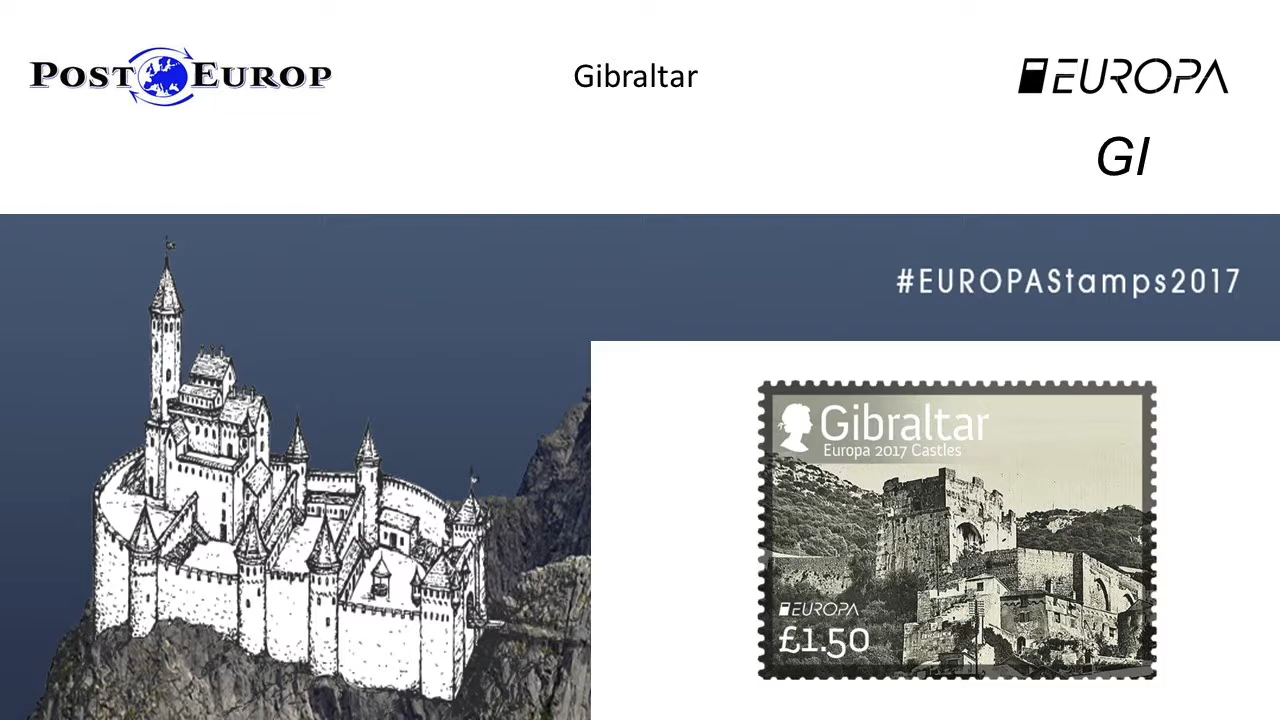 POST EUROP
Gibraltar
EUROPA
GI
#EUROPAStamps2017
Gibraltar
Europa 2017 Castles
EUROPA
£1.50